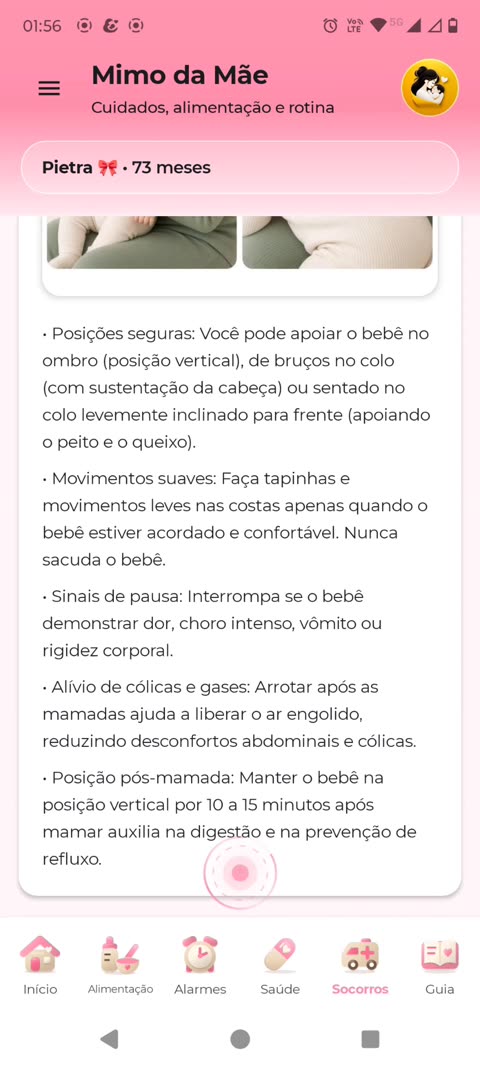 01:56
Vo LTE
5G
Mimo da Mãe
Cuidados, alimentação e rotina
Pietra 🎀 • 73 meses
• Posições seguras: Você pode apoiar o bebê no
ombro (posição vertical), de bruços no colo
(com sustentação da cabeça) ou sentado no
colo levemente inclinado para frente (apoiando
o peito e o queixo).
• Movimentos suaves: Faça tapinhas e
movimentos leves nas costas apenas quando o
bebê estiver acordado e confortável. Nunca
sacuda o bebê.
• Sinais de pausa: Interrompa se o bebê
demonstrar dor, choro intenso, vômito ou
rigidez corporal.
• Alívio de cólicas e gases: Arrotar após as
mamadas ajuda a liberar o ar engolido,
reduzindo desconfortos abdominais e cólicas.
• Posição pós-mamada: Manter o bebê na
posição vertical por 10 a 15 minutos após
mamar auxilia na digestão e na prevenção de
refluxo.
Início
Alimentação
Alarmes
Saúde
Socorros
Guia